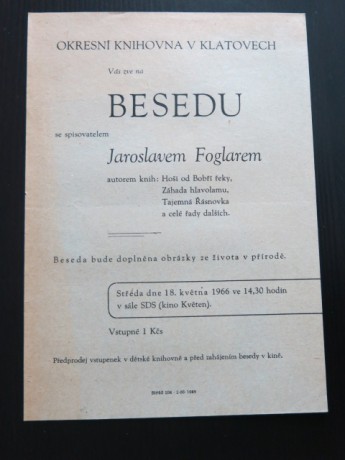 OKRESNÍ KNIHOVNA V KLATOVECH
Vás zve na
BESEDU
se spisovatelem
Jaroslavem Foglarem
autorem knih: Hoši od Bobří řeky,
Záhada hlavolamu,
Tajemná Řásnovka
a celé řady dalších.
Beseda bude doplněna obrázky ze života v přírodě.
Středa dne 18. května 1966 ve 14,30 hodin
v sále SDS (kino Květen).
Vstupné 1 Kčs
Předprodej vstupenek v dětské knihovně a před zahájením besedy v kině.